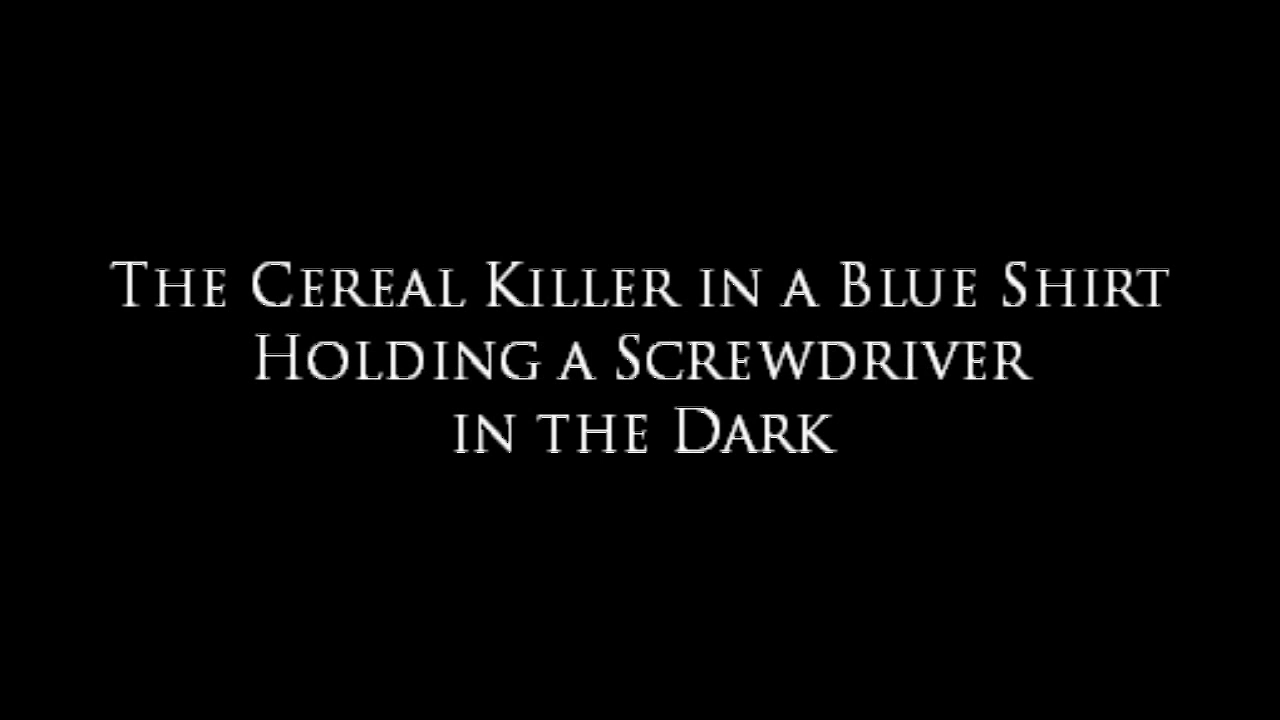 The Cereal Killer in a Blue Shirt
Holding a Screwdriver
in the Dark